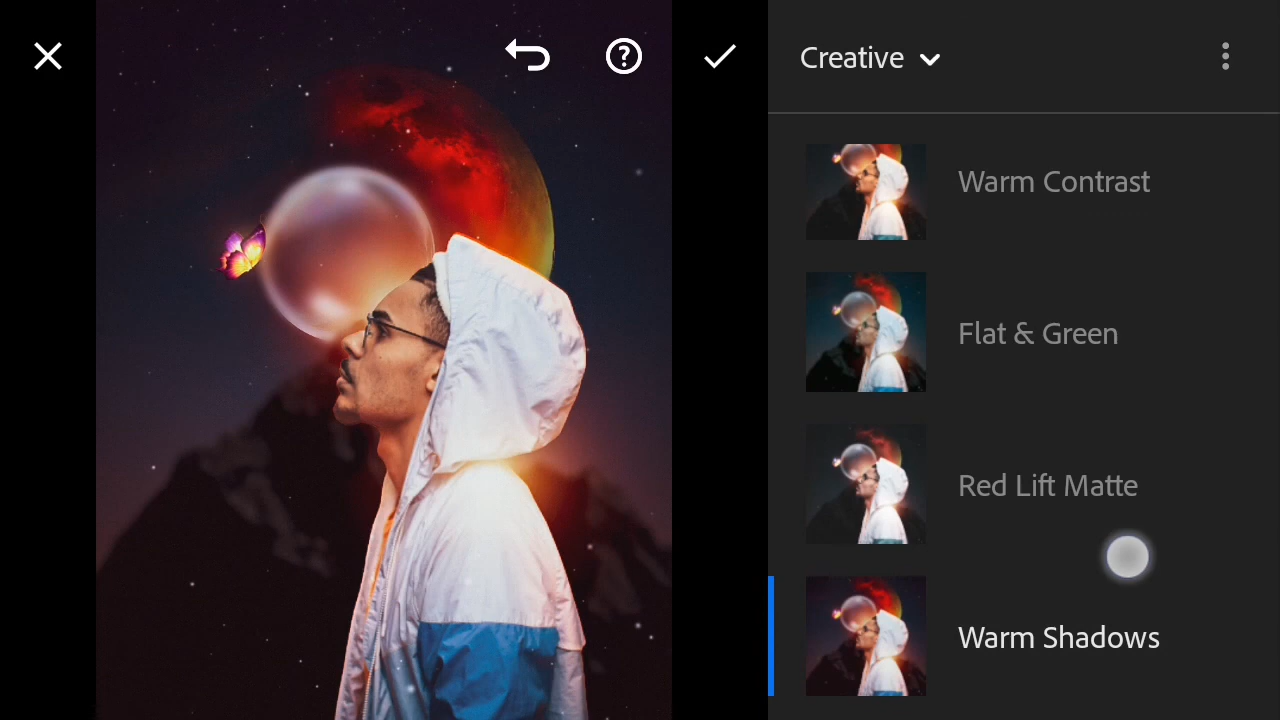 Creative
Warm Contrast
Flat & Green
Red Lift Matte
Warm Shadows